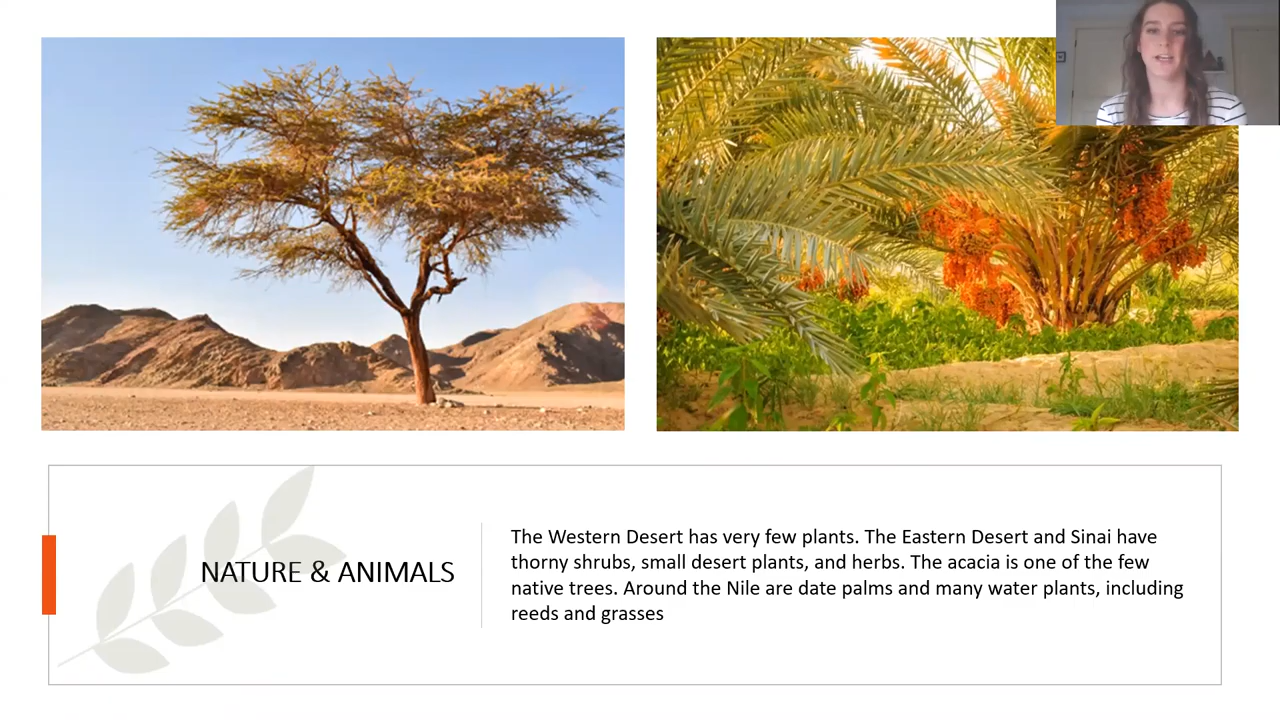 NATURE & ANIMALS
The Western Desert has very few plants. The Eastern Desert and Sinai have
thorny shrubs, small desert plants, and herbs. The acacia is one of the few
native trees. Around the Nile are date palms and many water plants, including
reeds and grasses